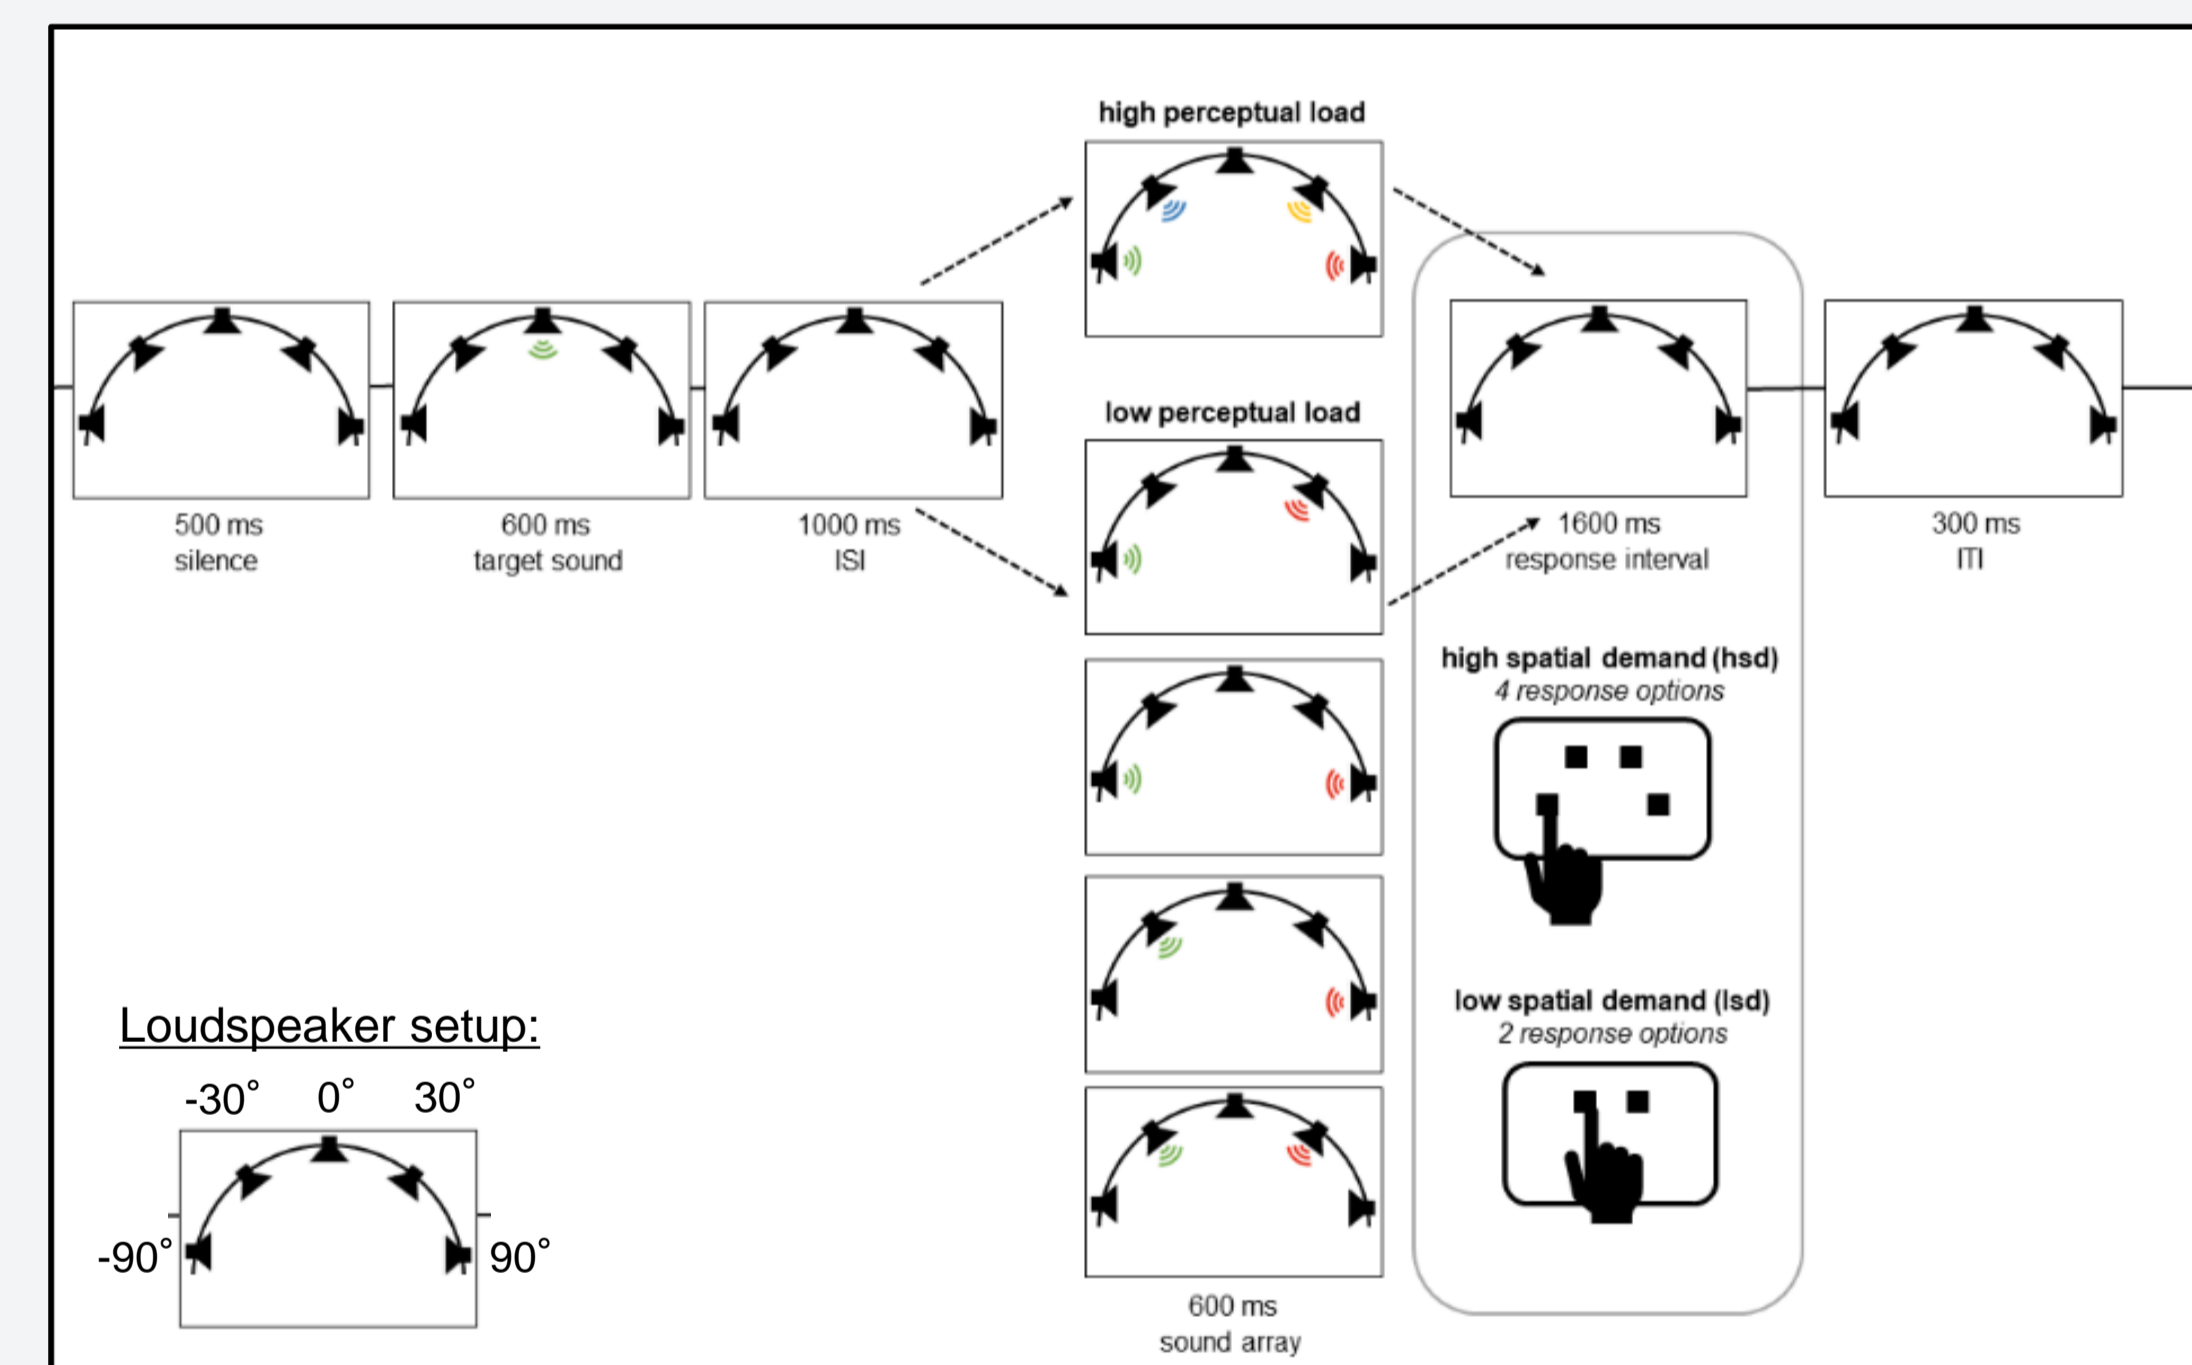 high perceptual load
low perceptual load
500 ms
silence
600 ms
target sound
1000 ms
ISI
1600 ms
response interval
300 ms
ITI
high spatial demand (hsd)
4 response options
low spatial demand (lsd)
2 response options
600 ms
sound array
Loudspeaker setup:
-30° 0° 30°
-90° 90°